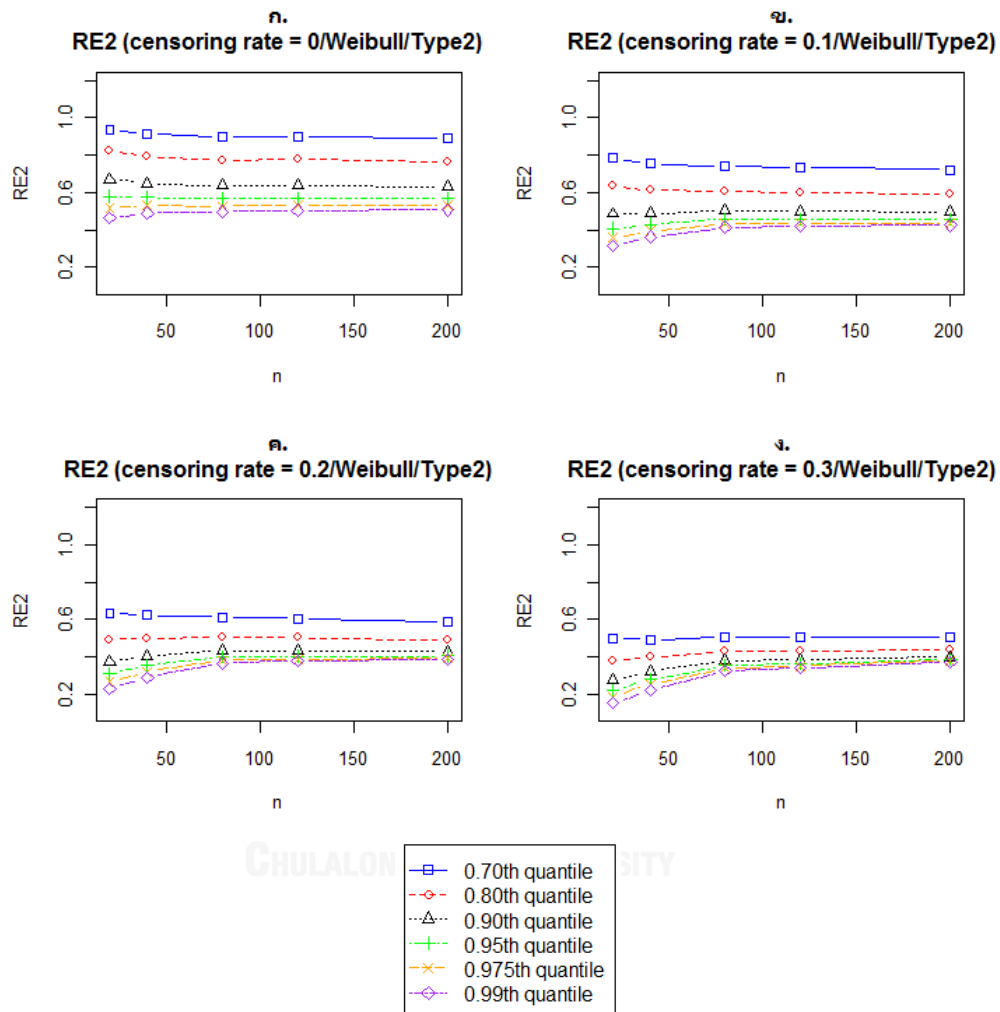 ก.
RE2 (censoring rate = 0/Weibull/Type2)
RE2
0.2
0.6
1.0
50
100
150
200
n
ข.
RE2 (censoring rate = 0.1/Weibull/Type2)
RE2
0.2
0.6
1.0
50
100
150
200
n
ค.
RE2 (censoring rate = 0.2/Weibull/Type2)
RE2
0.2
0.6
1.0
50
100
150
200
n
ง.
RE2 (censoring rate = 0.3/Weibull/Type2)
RE2
0.2
0.6
1.0
50
100
150
200
n
0.70th quantile
0.80th quantile
0.90th quantile
0.95th quantile
0.975th quantile
0.99th quantile